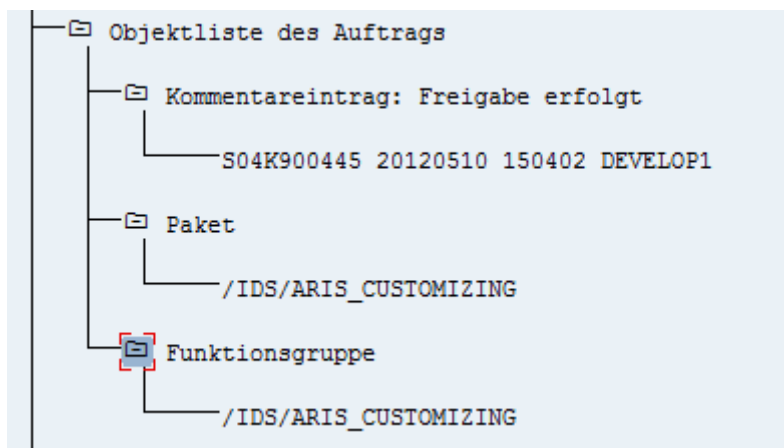 Objektliste des Auftrags
Kommentareintrag: Freigabe erfolgt
S04K900445 20120510 150402 DEVELOP1
Paket
/IDS/ARIS_CUSTOMIZING
Funktionsgruppe
/IDS/ARIS_CUSTOMIZING